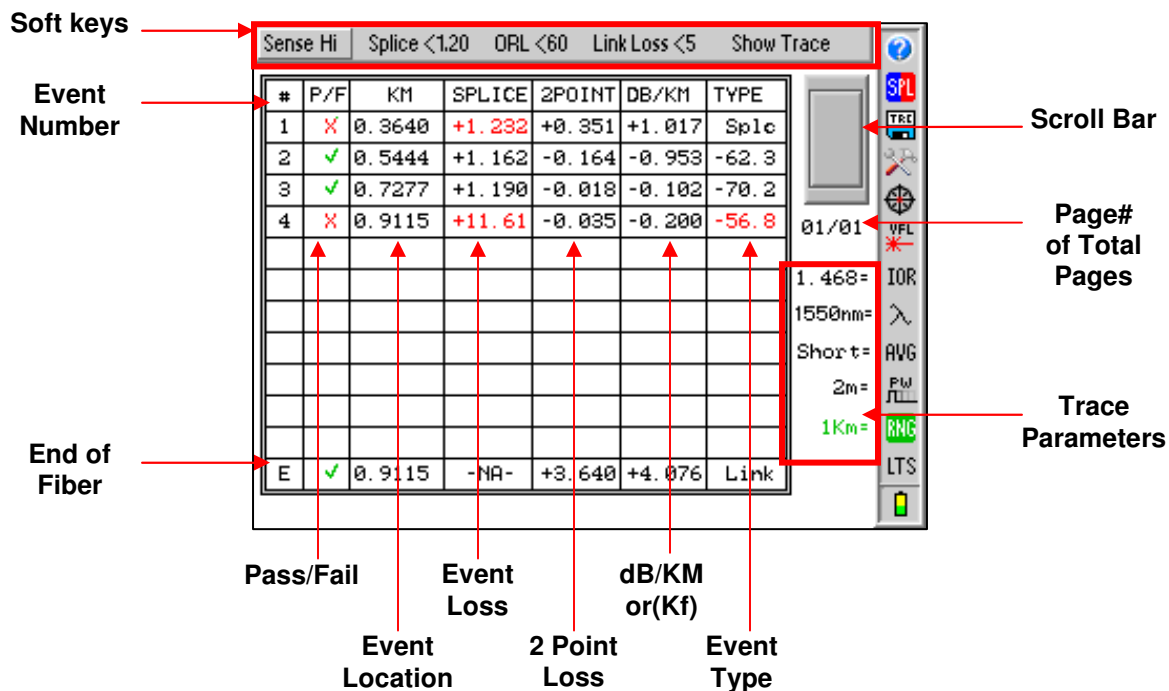 Soft keys
Sense Hi Splice <1.20 ORL <60 Link Loss <5 Show Trace
Event
Number
# P/F KM SPLICE 2POINT DB/KM TYPE
1 X 0.3640 +1.232 +0.351 +1.017 Splc
2 ✓ 0.5444 +1.162 -0.164 -0.953 -62.3
3 ✓ 0.7277 +1.190 -0.018 -0.102 -70.2
4 X 0.9115 +11.61 -0.035 -0.200 -56.8
End of
Fiber
E ✓ 0.9115 -NA- +3.640 +4.076 Link
?
SPL
TRC
VFL
Scroll Bar
01/01
Page#
of Total
Pages
1.468= IOR
1550nm= λ
Short= AVG
2m= PW
1Km= RNG
LTS
Trace
Parameters
Pass/Fail
Event
Loss
dB/KM
or(Kf)
Event
Location
2 Point
Loss
Event
Type